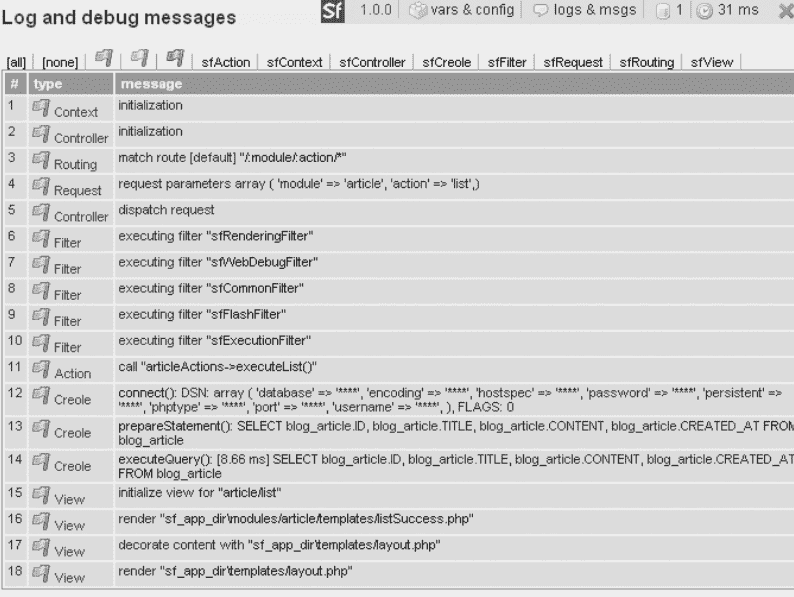 Log and debug messages
Sf 1.0.0 vars & config logs & msgs 1 31 ms
[all] [none] sfAction sfContext sfController sfCreole sfFilter sfRequest sfRouting sfView
# type message
1 Context initialization
2 Controller initialization
3 Routing match route [default] "/:module/:action/*"
4 Request request parameters array ( 'module' => 'article', 'action' => 'list',)
5 Controller dispatch request
6 Filter executing filter "sfRenderingFilter"
7 Filter executing filter "sfWebDebugFilter"
8 Filter executing filter "sfCommonFilter"
9 Filter executing filter "sfFlashFilter"
10 Filter executing filter "sfExecutionFilter"
11 Action call "articleActions->executeList()"
12 Creole connect(): DSN: array ( 'database' => '****', 'encoding' => '****', 'hostspec' => '****', 'password' => '****', 'persistent' =>
'****', 'phptype' => '****', 'port' => '****', 'username' => '****', ), FLAGS: 0
13 Creole prepareStatement(): SELECT blog_article.ID, blog_article.TITLE, blog_article.CONTENT, blog_article.CREATED_AT FROM
blog_article
14 Creole executeQuery(): [8.66 ms] SELECT blog_article.ID, blog_article.TITLE, blog_article.CONTENT, blog_article.CREATED_AT
FROM blog_article
15 View initialize view for "article/list"
16 View render "sf_app_dir\modules/article/templates/listSuccess.php"
17 View decorate content with "sf_app_dir\templates/layout.php"
18 View render "sf_app_dir\templates/layout.php"